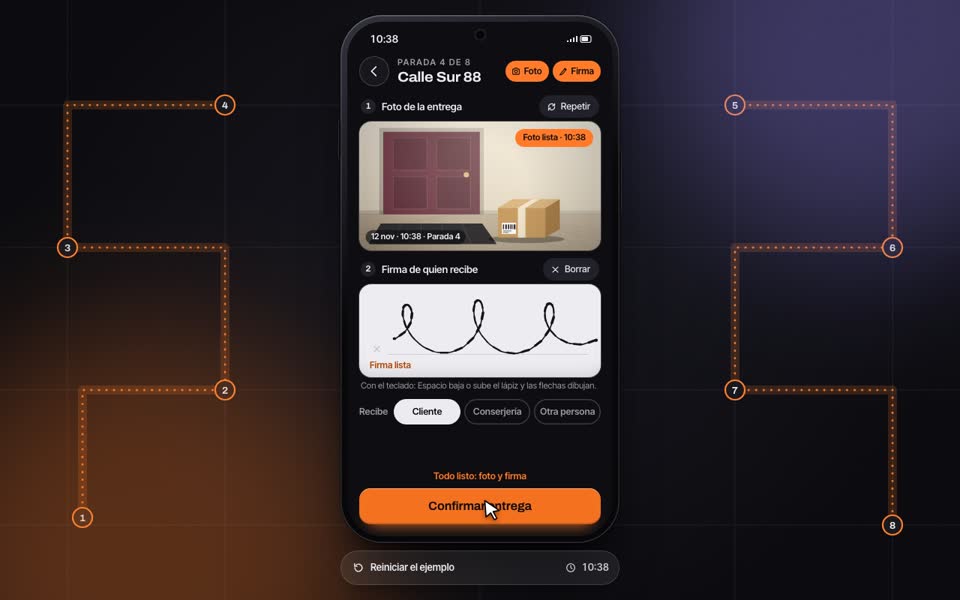 10:38
PARADA 4 DE 8
Calle Sur 88
Foto
Firma
1 Foto de la entrega
Repetir
Foto lista · 10:38
12 nov · 10:38 · Parada 4
2 Firma de quien recibe
Borrar
Firma lista
Con el teclado: Espacio baja o sube el lápiz y las flechas dibujan.
Recibe Cliente Conserjería Otra persona
Todo listo: foto y firma
Confirmar entrega
Reiniciar el ejemplo 10:38
4
3
2
1
5
6
7
8